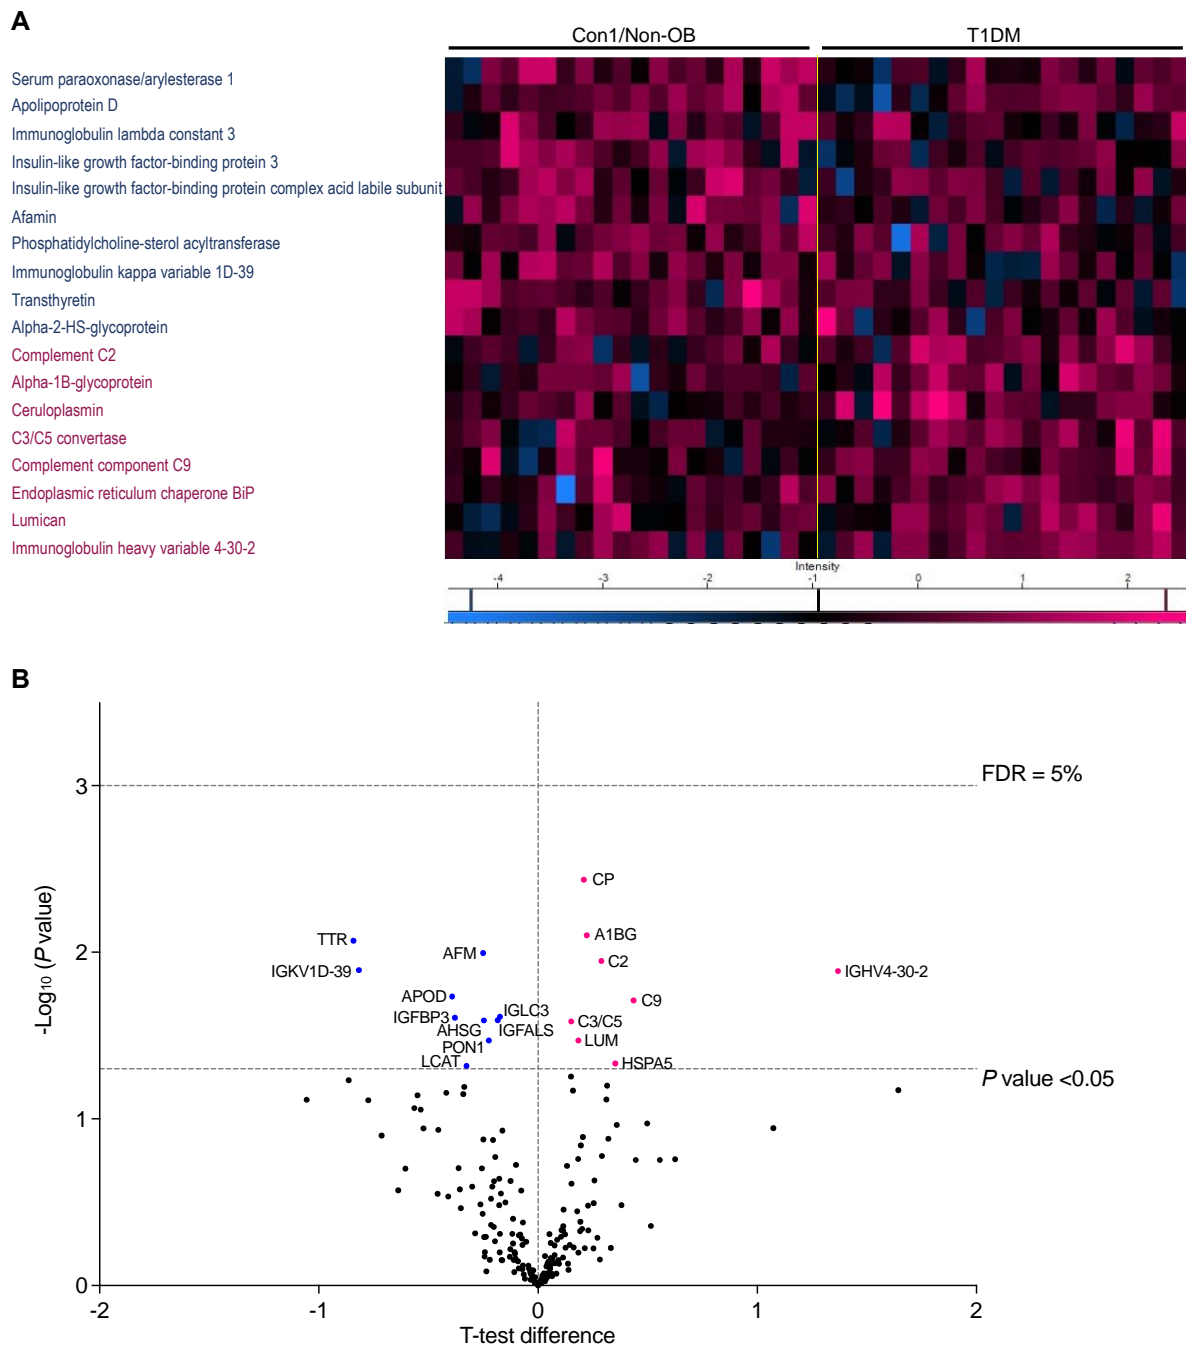 A
Con1/Non-OB
T1DM
Serum paraoxonase/arylesterase 1
Apolipoprotein D
Immunoglobulin lambda constant 3
Insulin-like growth factor-binding protein 3
Insulin-like growth factor-binding protein complex acid labile subunit
Afamin
Phosphatidylcholine-sterol acyltransferase
Immunoglobulin kappa variable 1D-39
Transthyretin
Alpha-2-HS-glycoprotein
Complement C2
Alpha-1B-glycoprotein
Ceruloplasmin
C3/C5 convertase
Complement component C9
Endoplasmic reticulum chaperone BiP
Lumican
Immunoglobulin heavy variable 4-30-2
Intensity
-4 -3 -2 -1 0 1 2
B
FDR = 5%
3
CP
A1BG
TTR
AFM
C2
2
IGKV1D-39
IGHV4-30-2
APOD
C9
IGFBP3
IGLC3
C3/C5
AHSG
IGFALS
PON1
LUM
LCAT
HSPA5
P value <0.05
1
0
-Log10 (P value)
-2 -1 0 1 2
T-test difference